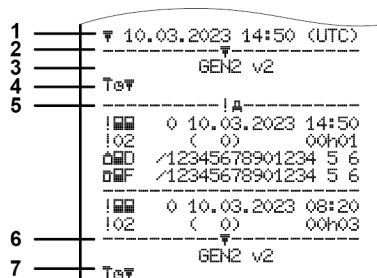 1 ▼ 10.03.2023 14:50 (UTC)
2 ----------▼----------
3 GEN2 v2
4 T⊙▼
5 ----------!A----------
! 0 10.03.2023 14:50
!02 ( 0) 00h01
D /12345678901234 5 6
F /12345678901234 5 6
----------------------
! 0 10.03.2023 08:20
!02 ( 0) 00h03
6 ----------▼----------
GEN2 v2
7 T⊙▼